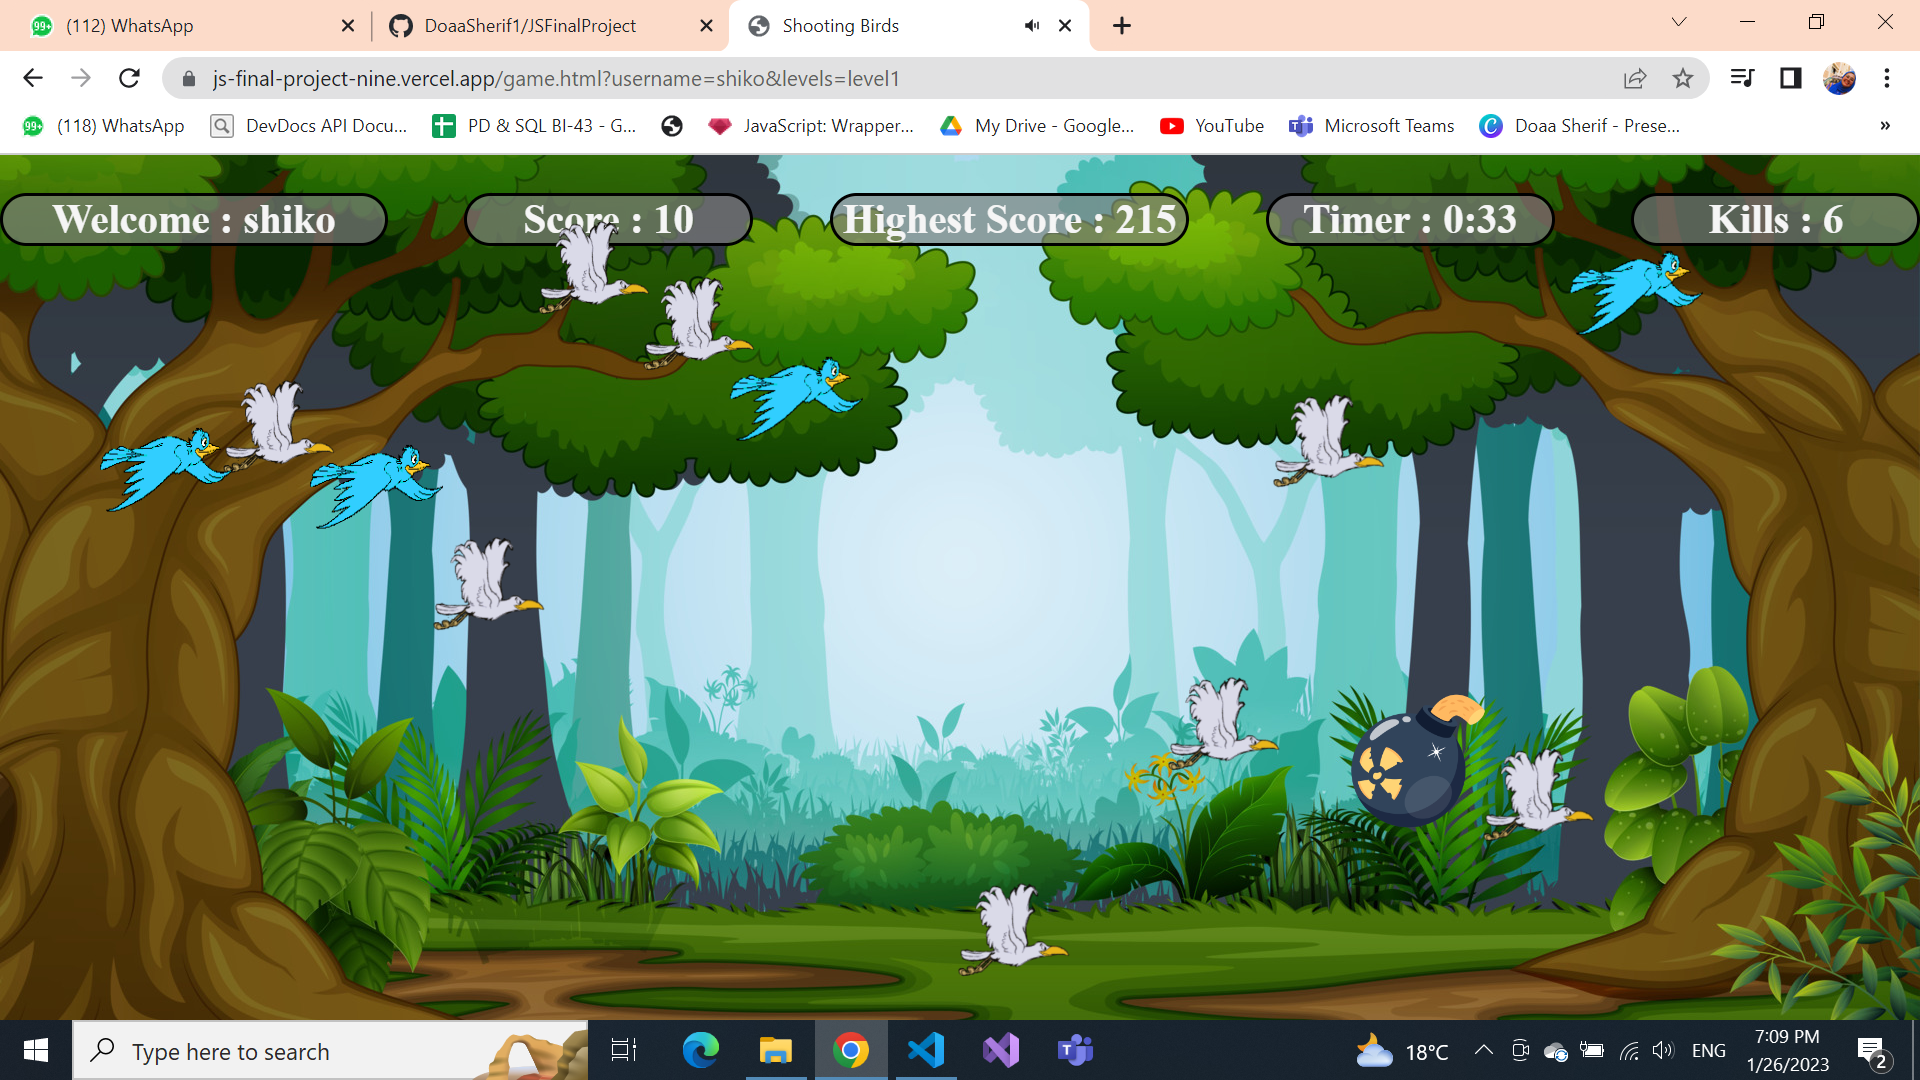 (112) WhatsApp
DoaaSherif1/JSFinalProject
Shooting Birds
js-final-project-nine.vercel.app/game.html?username=shiko&levels=level1
(118) WhatsApp
DevDocs API Docu...
PD & SQL BI-43 - G...
JavaScript: Wrapper...
My Drive - Google...
YouTube
Microsoft Teams
Doaa Sherif - Prese...
»
Welcome : shiko
Score : 10
Highest Score : 215
Timer : 0:33
Kills : 6
Type here to search
18°C
ENG
7:09 PM
1/26/2023
2
99+
99+